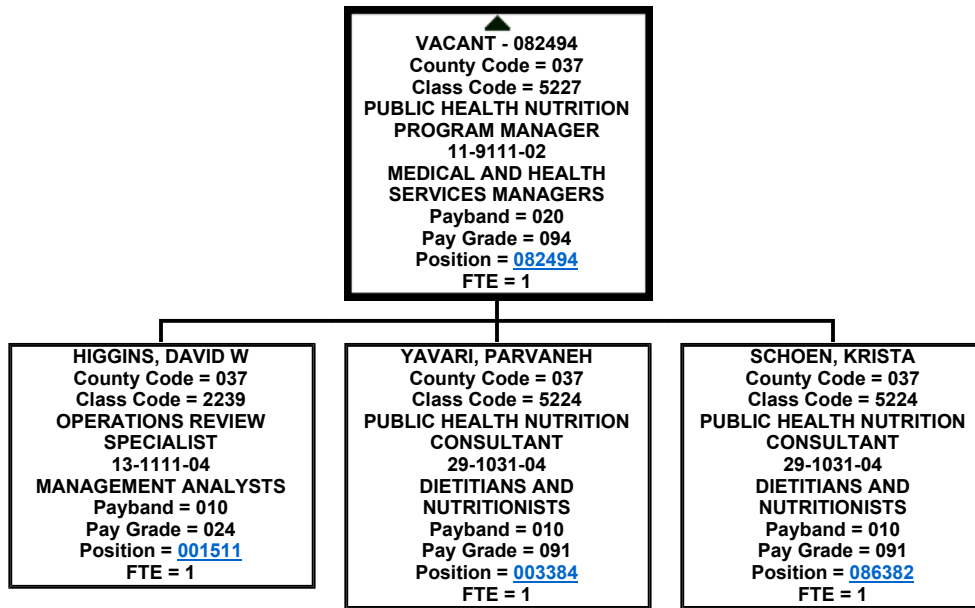 VACANT - 082494
County Code = 037
Class Code = 5227
PUBLIC HEALTH NUTRITION
PROGRAM MANAGER
11-9111-02
MEDICAL AND HEALTH
SERVICES MANAGERS
Payband = 020
Pay Grade = 094
Position = 082494
FTE = 1
HIGGINS, DAVID W
County Code = 037
Class Code = 2239
OPERATIONS REVIEW
SPECIALIST
13-1111-04
MANAGEMENT ANALYSTS
Payband = 010
Pay Grade = 024
Position = 001511
FTE = 1
YAVARI, PARVANEH
County Code = 037
Class Code = 5224
PUBLIC HEALTH NUTRITION
CONSULTANT
29-1031-04
DIETITIANS AND
NUTRITIONISTS
Payband = 010
Pay Grade = 091
Position = 003384
FTE = 1
SCHOEN, KRISTA
County Code = 037
Class Code = 5224
PUBLIC HEALTH NUTRITION
CONSULTANT
29-1031-04
DIETITIANS AND
NUTRITIONISTS
Payband = 010
Pay Grade = 091
Position = 086382
FTE = 1